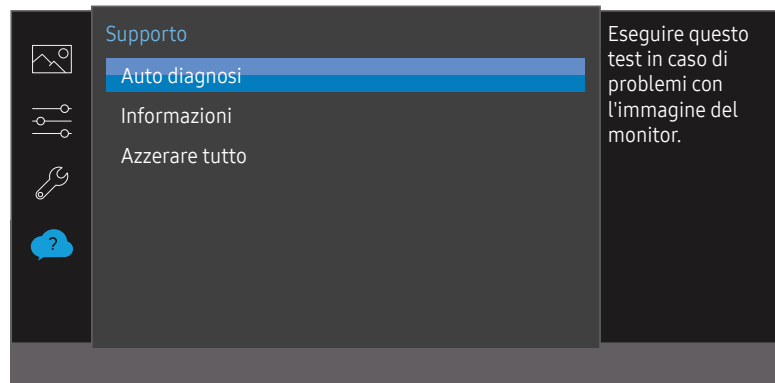 Supporto
Auto diagnosi
Informazioni
Azzerare tutto
?
Eseguire questo
test in caso di
problemi con
l'immagine del
monitor.